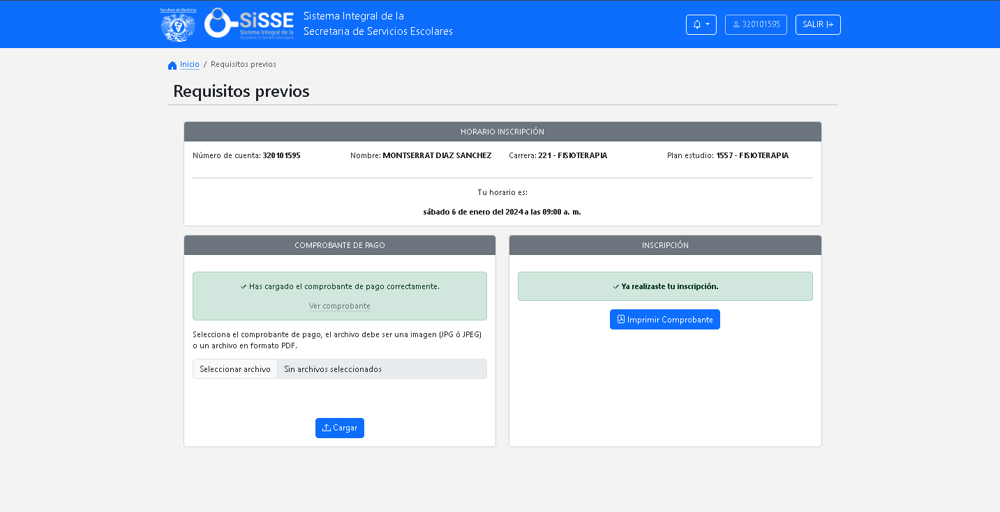 Facultad de Medicina
SiSSE
Sistema Integral de la
Secretaria de Servicios Escolares
Sistema Integral de la
Secretaria de Servicios Escolares
320101595
SALIR
Inicio / Requisitos previos
Requisitos previos
HORARIO INSCRIPCIÓN
Número de cuenta: 320101595 Nombre: MONTSERRAT DIAZ SANCHEZ Carrera: 221 - FISIOTERAPIA Plan estudio: 1557 - FISIOTERAPIA
Tu horario es:
sábado 6 de enero del 2024 a las 09:00 a. m.
COMPROBANTE DE PAGO
Has cargado el comprobante de pago correctamente.
Ver comprobante
Selecciona el comprobante de pago, el archivo debe ser una imagen (JPG ó JPEG)
o un archivo en formato PDF.
Seleccionar archivo Sin archivos seleccionados
Cargar
INSCRIPCIÓN
Ya realizaste tu inscripción.
Imprimir Comprobante